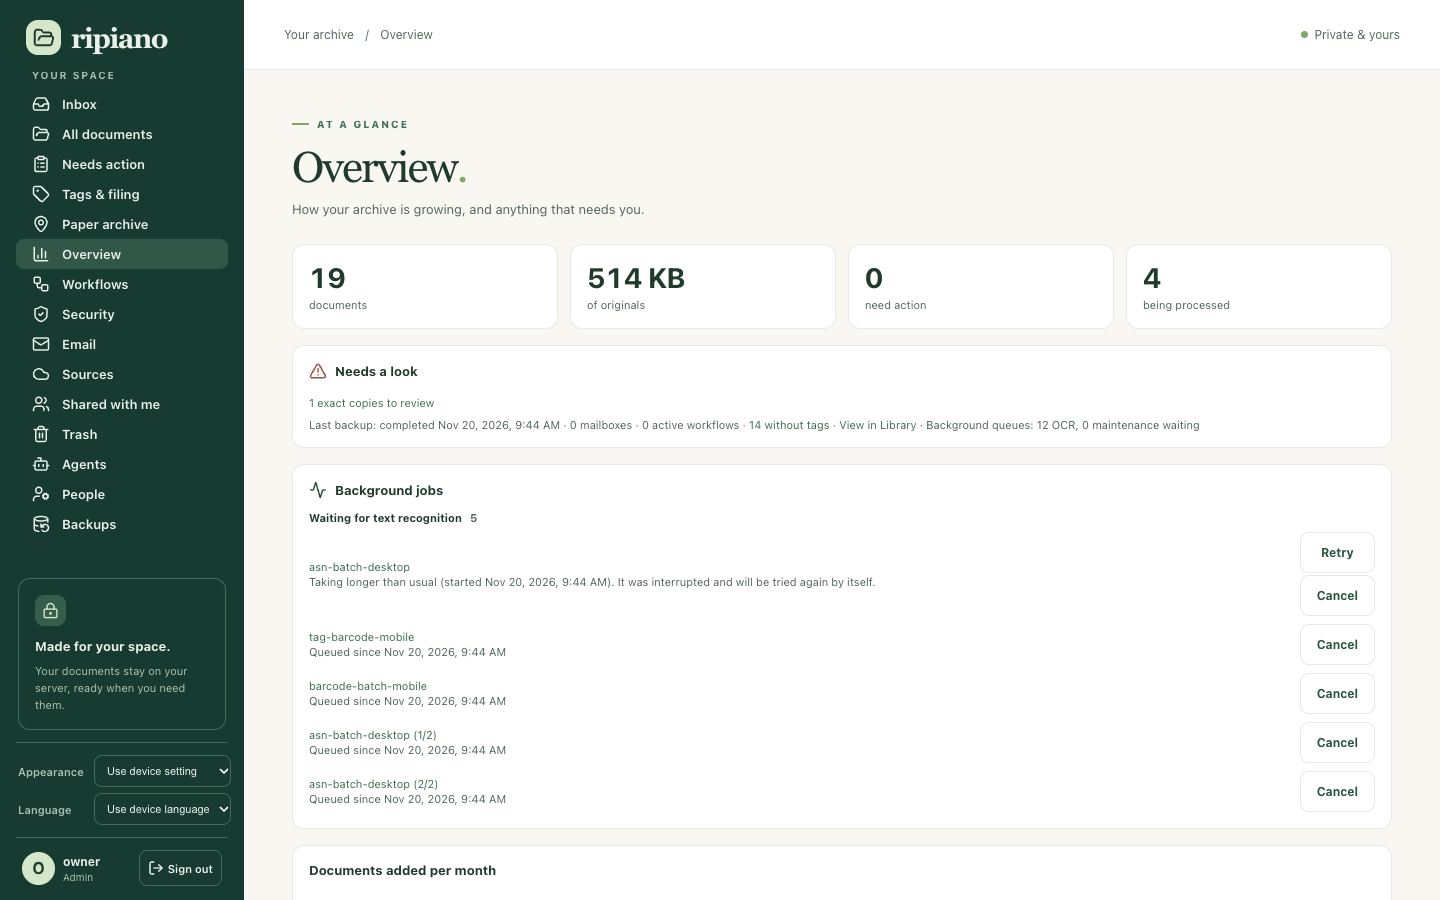 ripiano
YOUR SPACE
Inbox
All documents
Needs action
Tags & filing
Paper archive
Overview
Workflows
Security
Email
Sources
Shared with me
Trash
Agents
People
Backups
Made for your space.
Your documents stay on your
server, ready when you need
them.
Appearance
Use device setting
Language
Use device language
O
owner
Admin
Sign out
Your archive / Overview
Private & yours
AT A GLANCE
Overview.
How your archive is growing, and anything that needs you.
19
documents
514 KB
of originals
0
need action
4
being processed
Needs a look
1 exact copies to review
Last backup: completed Nov 20, 2026, 9:44 AM · 0 mailboxes · 0 active workflows · 14 without tags · View in Library · Background queues: 12 OCR, 0 maintenance waiting
Background jobs
Waiting for text recognition 5
asn-batch-desktop
Taking longer than usual (started Nov 20, 2026, 9:44 AM). It was interrupted and will be tried again by itself.
Retry
Cancel
tag-barcode-mobile
Queued since Nov 20, 2026, 9:44 AM
Cancel
barcode-batch-mobile
Queued since Nov 20, 2026, 9:44 AM
Cancel
asn-batch-desktop (1/2)
Queued since Nov 20, 2026, 9:44 AM
Cancel
asn-batch-desktop (2/2)
Queued since Nov 20, 2026, 9:44 AM
Cancel
Documents added per month